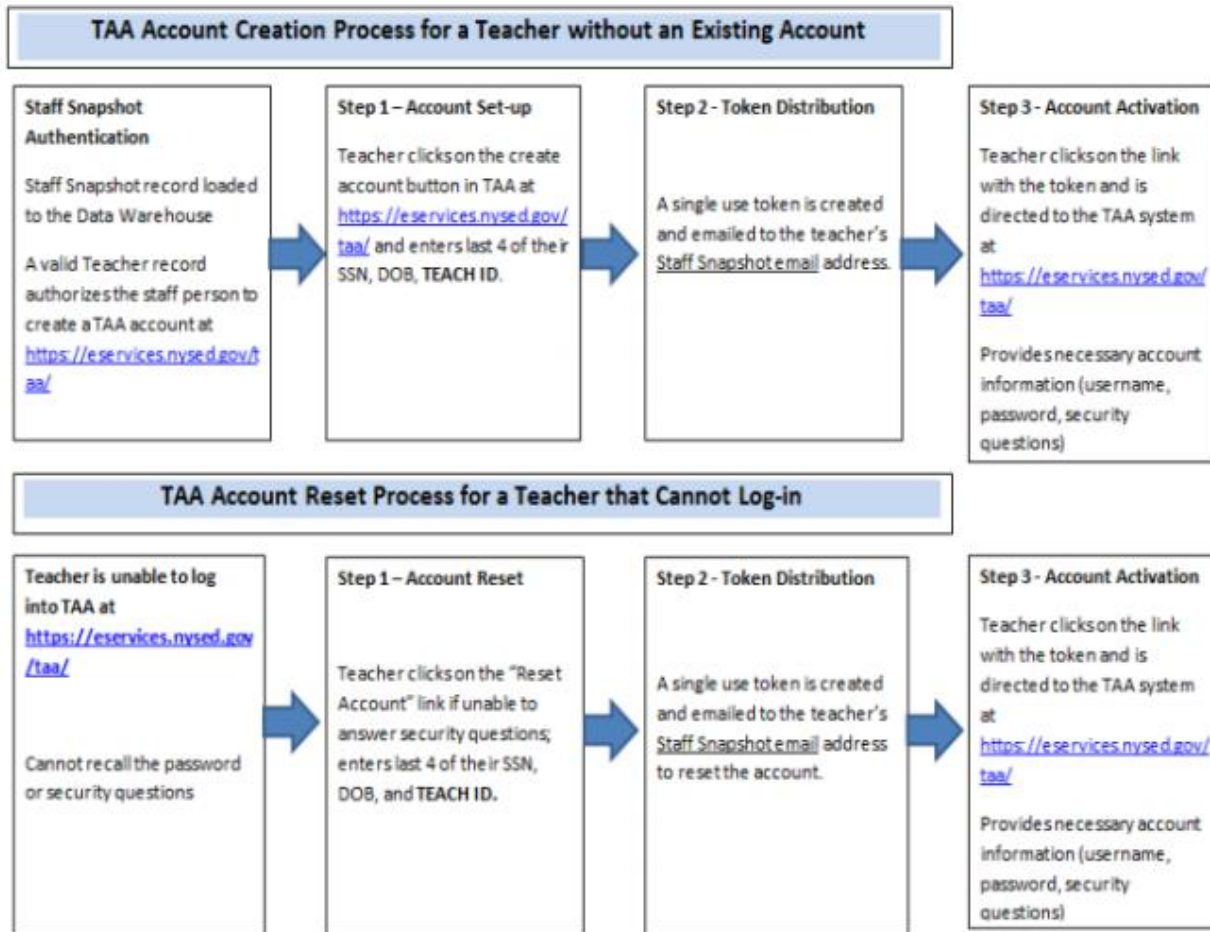 TAA Account Creation Process for a Teacher without an Existing Account
Staff Snapshot
Authentication
Staff Snapshot record loaded
to the Data Warehouse
A valid Teacher record
authorizes the staff person to
create a TAA account at
https://eservices.nysed.gov/t
aa/
Step 1 – Account Set-up
Teacher clicks on the create
account button in TAA at
https://eservices.nysed.gov/
taa/ and enters last 4 of their
SSN, DOB, TEACH ID.
Step 2 - Token Distribution
A single use token is created
and emailed to the teacher's
Staff Snapshot email address.
Step 3 - Account Activation
Teacher clicks on the link
with the token and is
directed to the TAA system
at
https://eservices.nysed.gov/
taa/
Provides necessary account
information (username,
password, security
questions)
TAA Account Reset Process for a Teacher that Cannot Log-in
Teacher is unable to log
into TAA at
https://eservices.nysed.gov
/taa/
Cannot recall the password
or security questions
Step 1 – Account Reset
Teacher clicks on the "Reset
Account" link if unable to
answer security questions;
enters last 4 of their SSN,
DOB, and TEACH ID.
Step 2 - Token Distribution
A single use token is created
and emailed to the teacher's
Staff Snapshot email address
to reset the account.
Step 3 - Account Activation
Teacher clicks on the link
with the token and is
directed to the TAA system
at
https://eservices.nysed.gov/
taa/
Provides necessary account
information (username,
password, security
questions)